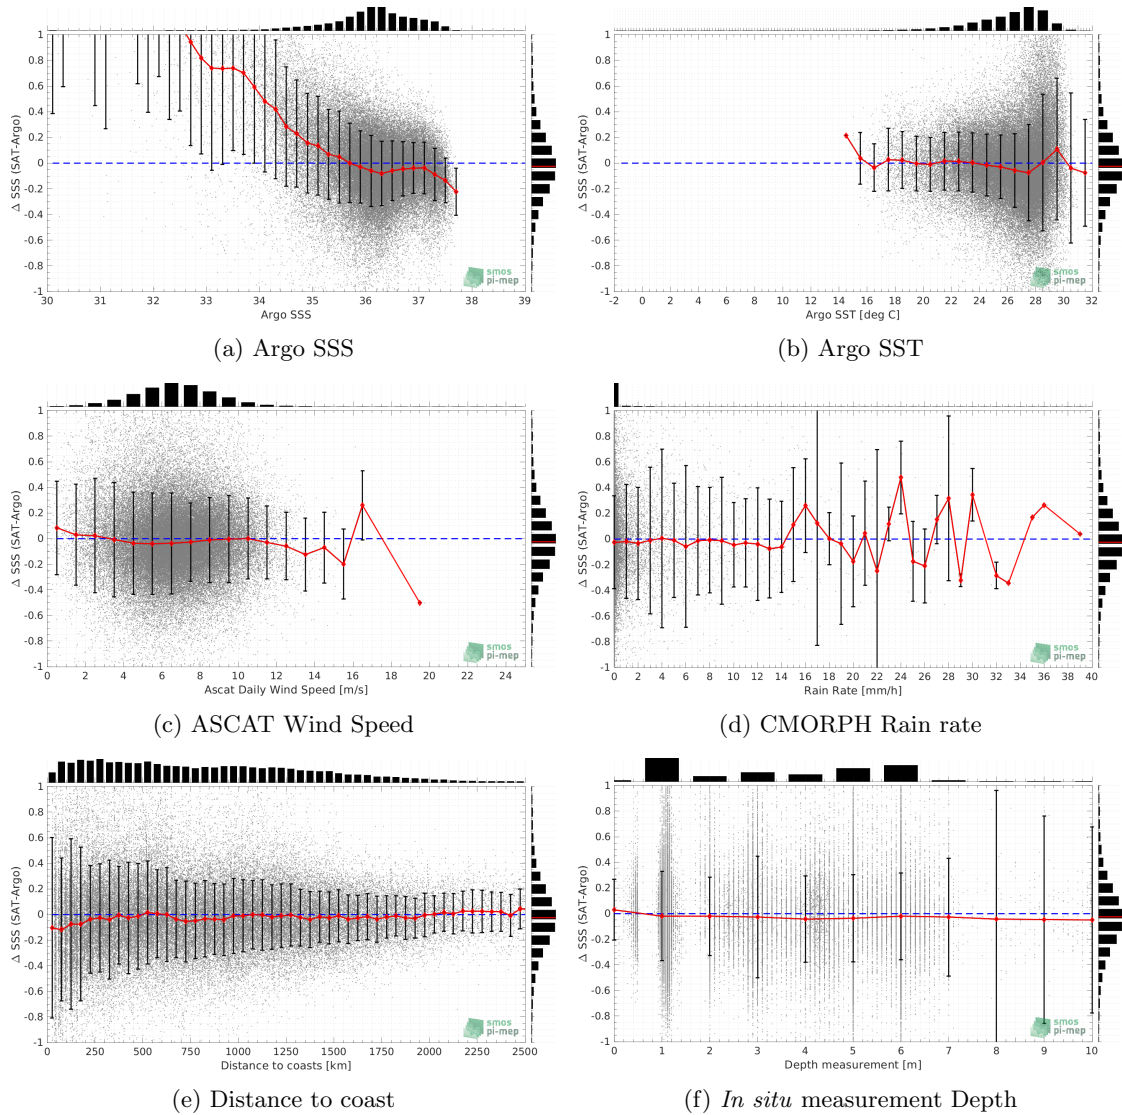 1
0.8
0.6
0.4
0.2
0
-0.2
-0.4
-0.6
-0.8
-1
Δ SSS (SAT-Argo)
30 31 32 33 34 35 36 37 38 39
Argo SSS
smos
pi-mep
(a) Argo SSS
1
0.8
0.6
0.4
0.2
0
-0.2
-0.4
-0.6
-0.8
-1
Δ SSS (SAT-Argo)
-2 0 2 4 6 8 10 12 14 16 18 20 22 24 26 28 30 32
Argo SST [deg C]
smos
pi-mep
(b) Argo SST
1
0.8
0.6
0.4
0.2
0
-0.2
-0.4
-0.6
-0.8
-1
Δ SSS (SAT-Argo)
0 2 4 6 8 10 12 14 16 18 20 22 24
Ascat Daily Wind Speed [m/s]
smos
pi-mep
(c) ASCAT Wind Speed
1
0.8
0.6
0.4
0.2
0
-0.2
-0.4
-0.6
-0.8
-1
Δ SSS (SAT-Argo)
0 2 4 6 8 10 12 14 16 18 20 22 24 26 28 30 32 34 36 38 40
Rain Rate [mm/h]
smos
pi-mep
(d) CMORPH Rain rate
1
0.8
0.6
0.4
0.2
0
-0.2
-0.4
-0.6
-0.8
-1
Δ SSS (SAT-Argo)
0 250 500 750 1000 1250 1500 1750 2000 2250 2500
Distance to coasts [km]
smos
pi-mep
(e) Distance to coast
1
0.8
0.6
0.4
0.2
0
-0.2
-0.4
-0.6
-0.8
-1
Δ SSS (SAT-Argo)
0 1 2 3 4 5 6 7 8 9 10
Depth measurement [m]
smos
pi-mep
(f) In situ measurement Depth